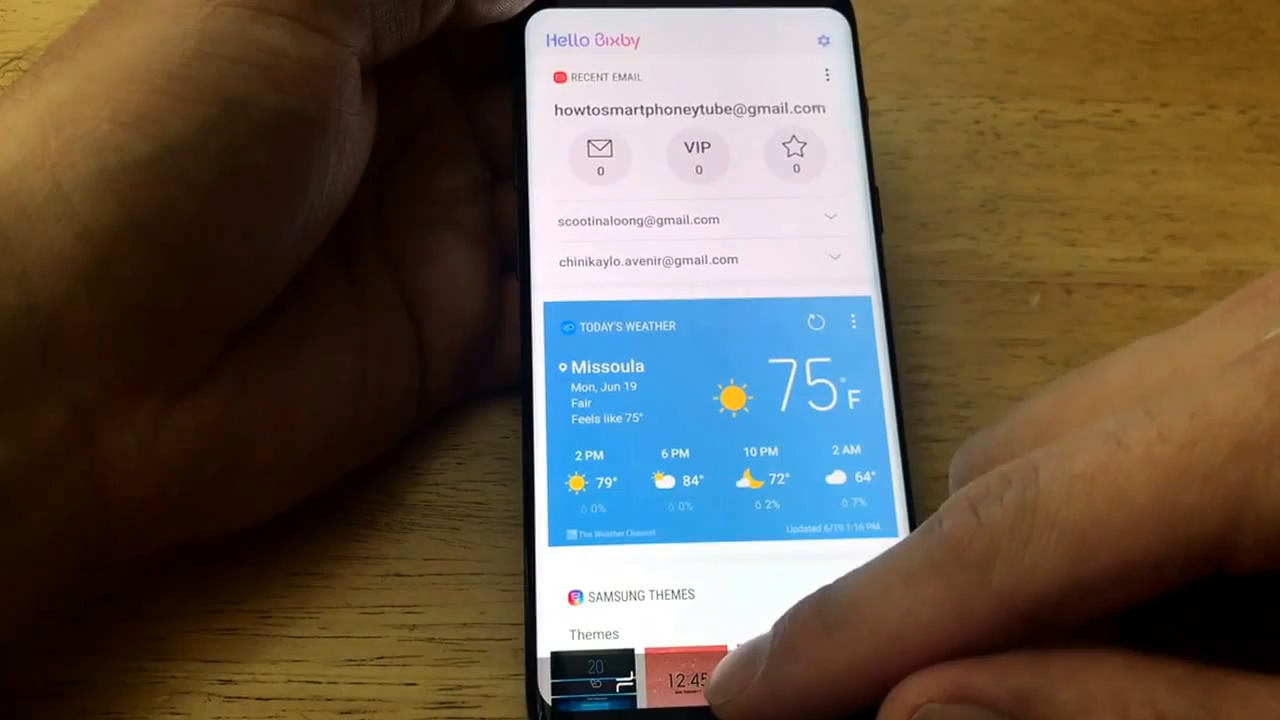 Hello Bixby
RECENT EMAIL
howtosmartphoneytube@gmail.com
VIP
0 0 0
scootinaloong@gmail.com
chinikaylo.avenir@gmail.com
TODAY'S WEATHER
Missoula
Mon, Jun 19
Fair
Feels like 75°
75°F
2 PM 6 PM 10 PM 2 AM
79° 84° 72° 64°
0% 0% 2% 7%
The Weather Channel
Updated 6/19 1:16 PM
SAMSUNG THEMES
Themes
20
12:45